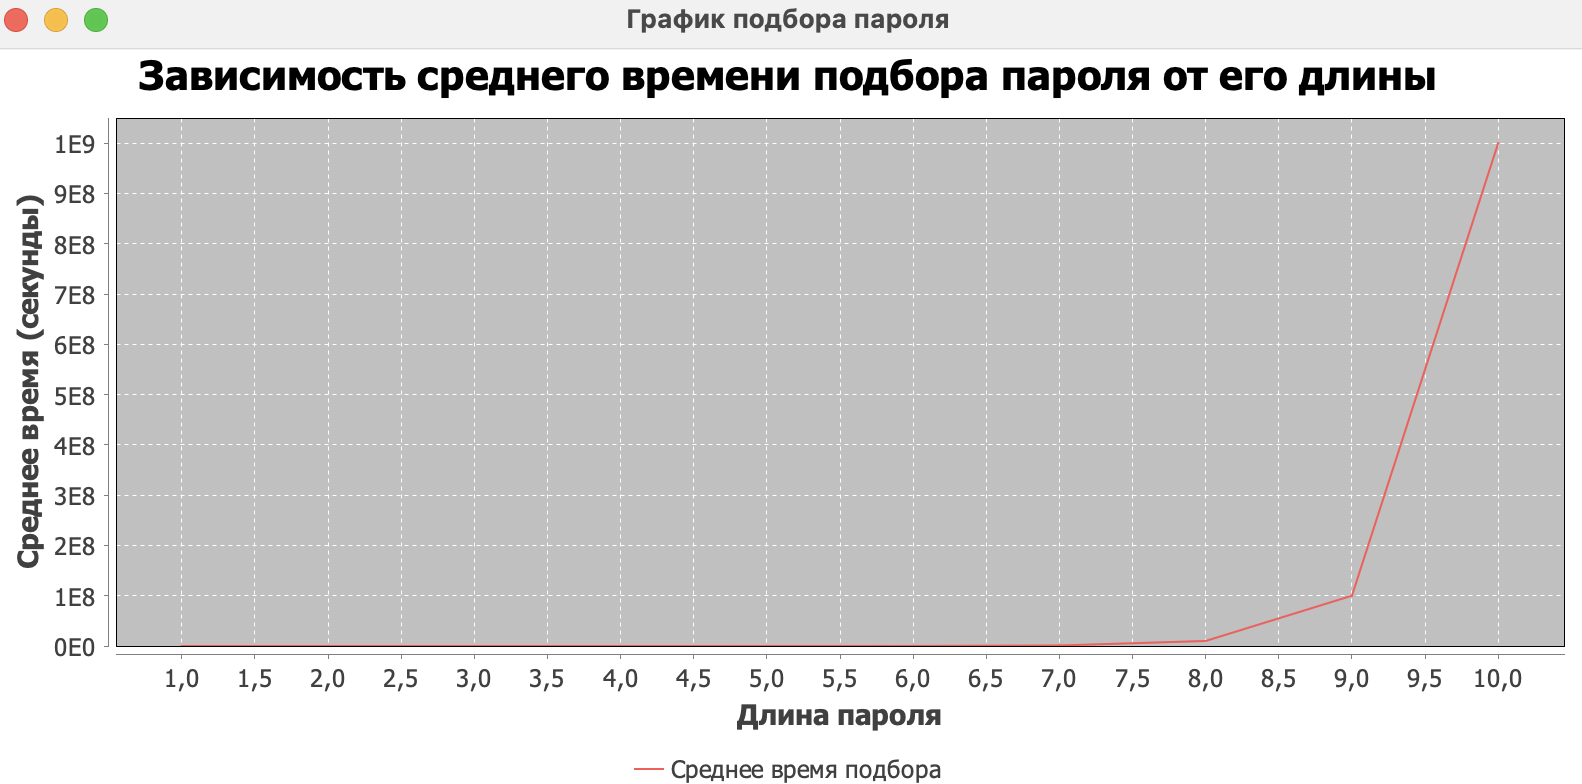 График подбора пароля
Зависимость среднего времени подбора пароля от его длины
Среднее время (секунды)
1E9
9E8
8E8
7E8
6E8
5E8
4E8
3E8
2E8
1E8
0E0
1,0 1,5 2,0 2,5 3,0 3,5 4,0 4,5 5,0 5,5 6,0 6,5 7,0 7,5 8,0 8,5 9,0 9,5 10,0
Длина пароля
Среднее время подбора